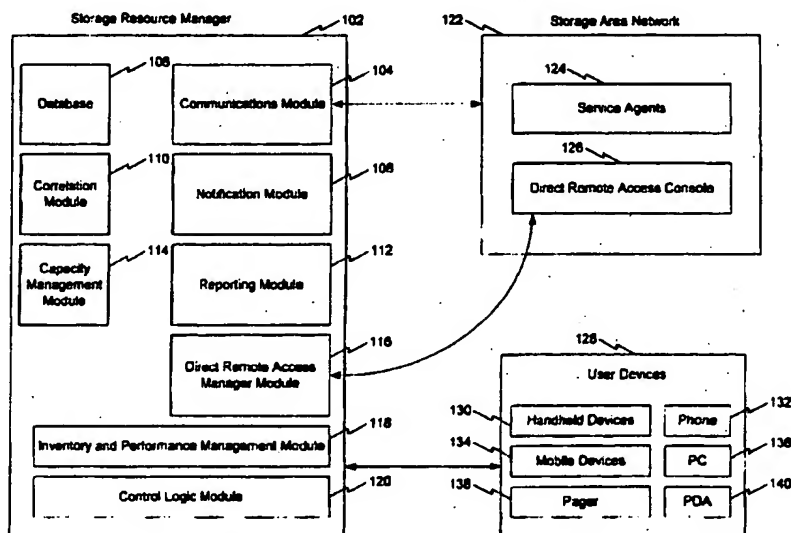 Storage Resource Manager
102
122
Storage Area Network
108
104
124
Database
Communications Module
Service Agents
126
110
106
Correlation
Module
Notification Module
Direct Remote Access Console
114
112
Capacity
Management
Module
Reporting Module
116
128
Direct Remote Access
Manager Module
User Devices
130
Handheld Devices
Phone
132
118
Inventory and Performance Management Module
134
Mobile Devices
PC
136
120
Control Logic Module
138
Pager
PDA
140